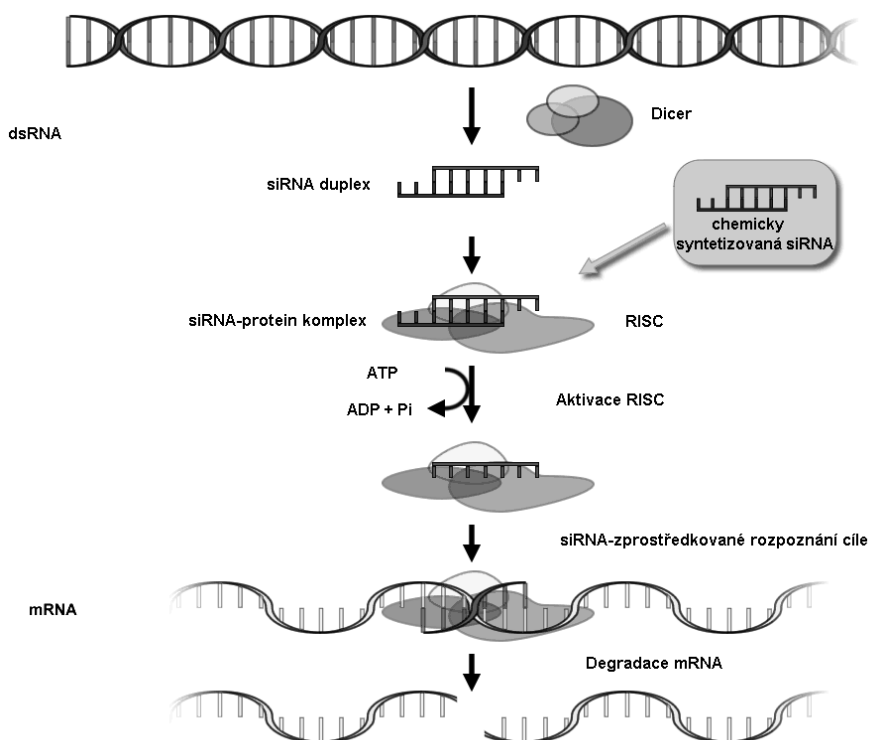 Dicer
dsRNA
siRNA duplex
chemicky
syntetizovaná siRNA
siRNA-protein komplex
RISC
ATP
ADP + Pi
Aktivace RISC
siRNA-zprostředkované rozpoznání cíle
mRNA
Degradace mRNA